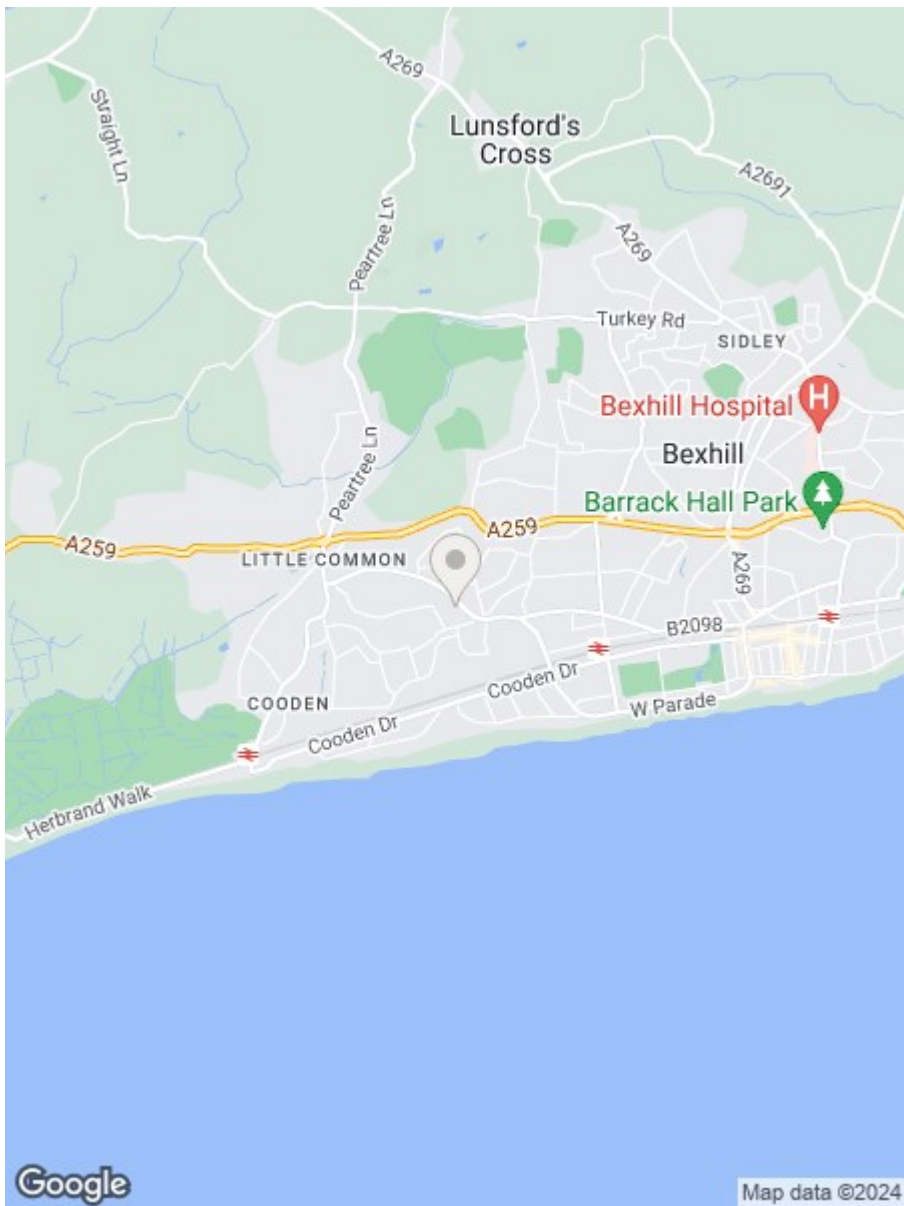 A269
Lunsford's
Cross
Straight Ln
A2691
Peartree Ln
A269
Turkey Rd
SIDLEY
H
Bexhill Hospital
Bexhill
Peartree Ln
Barrack Hall Park
A259
A259
LITTLE COMMON
A269
B2098
Cooden Dr
COODEN
W Parade
Cooden Dr
Herbrand Walk
Google
Map data ©2024